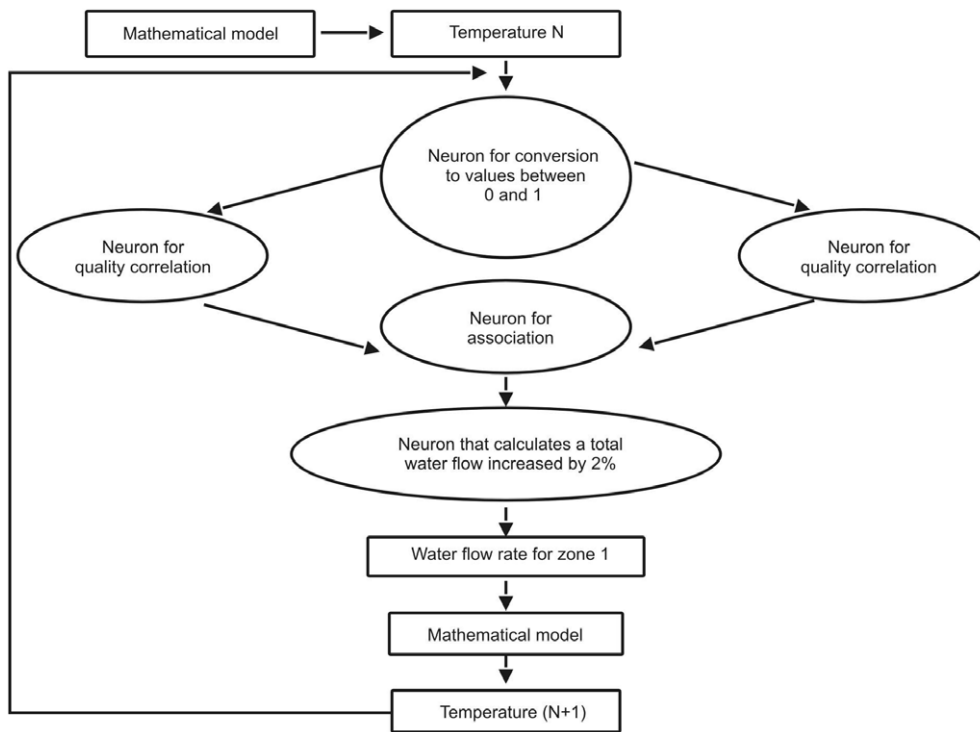 Mathematical model
Temperature N
Neuron for conversion
to values between
0 and 1
Neuron for
quality correlation
Neuron for
quality correlation
Neuron for
association
Neuron that calculates a total
water flow increased by 2%
Water flow rate for zone 1
Mathematical model
Temperature (N+1)